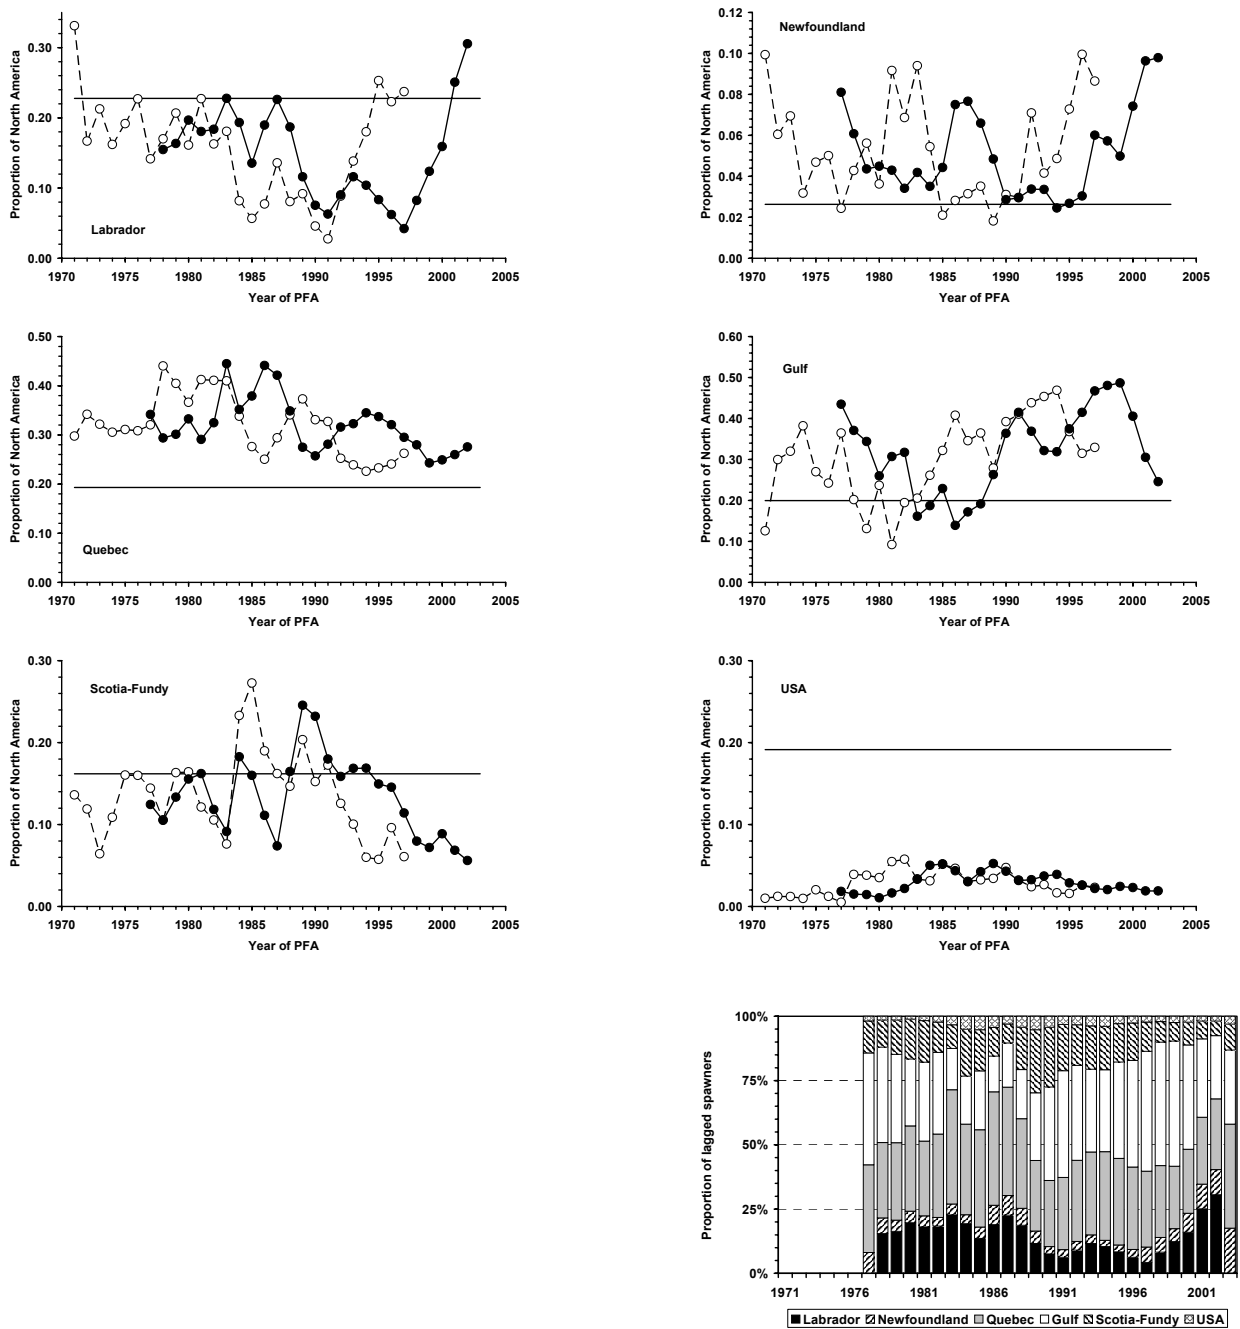 Proportion of North America
0.30
0.20
0.10
0.00
Labrador
1970 1975 1980 1985 1990 1995 2000 2005
Year of PFA
Proportion of North America
0.12
0.10
0.08
0.06
0.04
0.02
0.00
Newfoundland
1970 1975 1980 1985 1990 1995 2000 2005
Year of PFA
Proportion of North America
0.50
0.40
0.30
0.20
0.10
0.00
Quebec
1970 1975 1980 1985 1990 1995 2000 2005
Year of PFA
Proportion of North America
0.60
0.50
0.40
0.30
0.20
0.10
0.00
Gulf
1970 1975 1980 1985 1990 1995 2000 2005
Year of PFA
Proportion of North America
0.30
0.20
0.10
0.00
Scotia-Fundy
1970 1975 1980 1985 1990 1995 2000 2005
Year of PFA
Proportion of North America
0.30
0.20
0.10
0.00
USA
1970 1975 1980 1985 1990 1995 2000 2005
Year of PFA
Proportion of lagged spawners
100%
75%
50%
25%
0%
1971 1976 1981 1986 1991 1996 2001
Labrador Newfoundland Quebec Gulf Scotia-Fundy USA